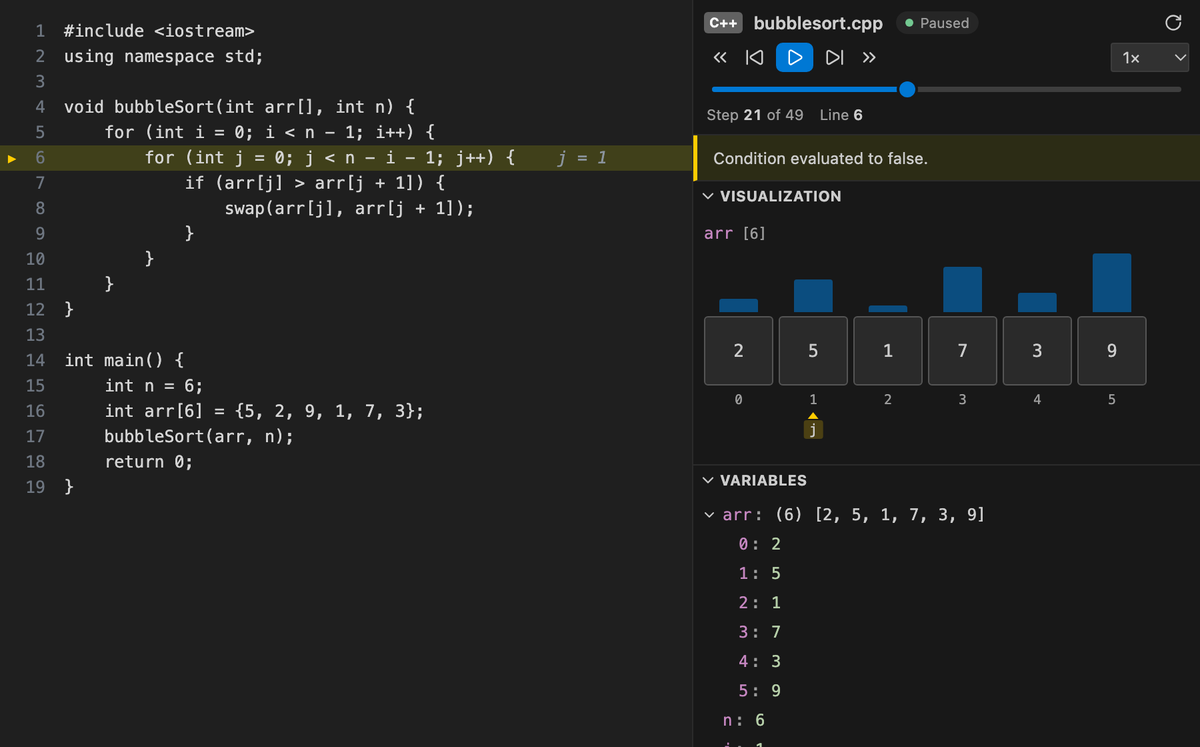 1 #include <iostream>
2 using namespace std;
3
4 void bubbleSort(int arr[], int n) {
5 for (int i = 0; i < n - 1; i++) {
6 for (int j = 0; j < n - i - 1; j++) { j = 1
7 if (arr[j] > arr[j + 1]) {
8 swap(arr[j], arr[j + 1]);
9 }
10 }
11 }
12 }
13
14 int main() {
15 int n = 6;
16 int arr[6] = {5, 2, 9, 1, 7, 3};
17 bubbleSort(arr, n);
18 return 0;
19 }
C++ bubblesort.cpp Paused
1x
Step 21 of 49 Line 6
Condition evaluated to false.
VISUALIZATION
arr [6]
2 5 1 7 3 9
0 1 2 3 4 5
j
VARIABLES
arr: (6) [2, 5, 1, 7, 3, 9]
0: 2
1: 5
2: 1
3: 7
4: 3
5: 9
n: 6